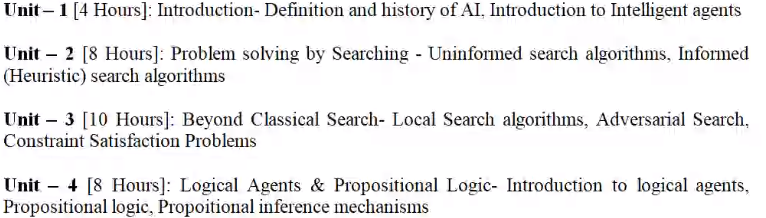 Unit – 1 [4 Hours]: Introduction- Definition and history of AI, Introduction to Intelligent agents
Unit – 2 [8 Hours]: Problem solving by Searching - Uninformed search algorithms, Informed
(Heuristic) search algorithms
Unit – 3 [10 Hours]: Beyond Classical Search- Local Search algorithms, Adversarial Search,
Constraint Satisfaction Problems
Unit – 4 [8 Hours]: Logical Agents & Propositional Logic- Introduction to logical agents,
Propositional logic, Propoitional inference mechanisms